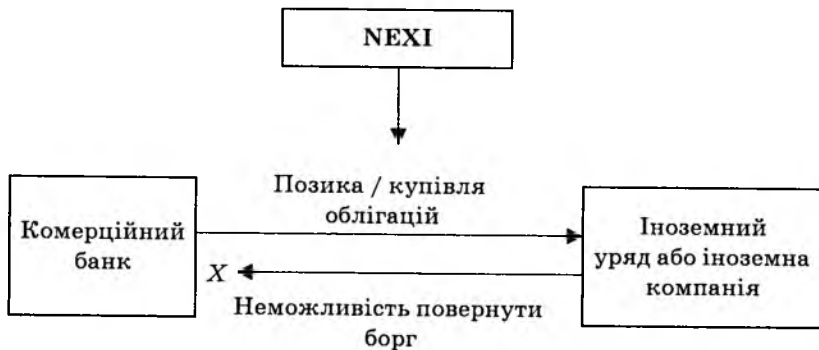 NEXI
Позика / купівля
облігацій
Комерційний
банк
Іноземний
уряд або іноземна
компанія
X
Неможливість повернути
борг